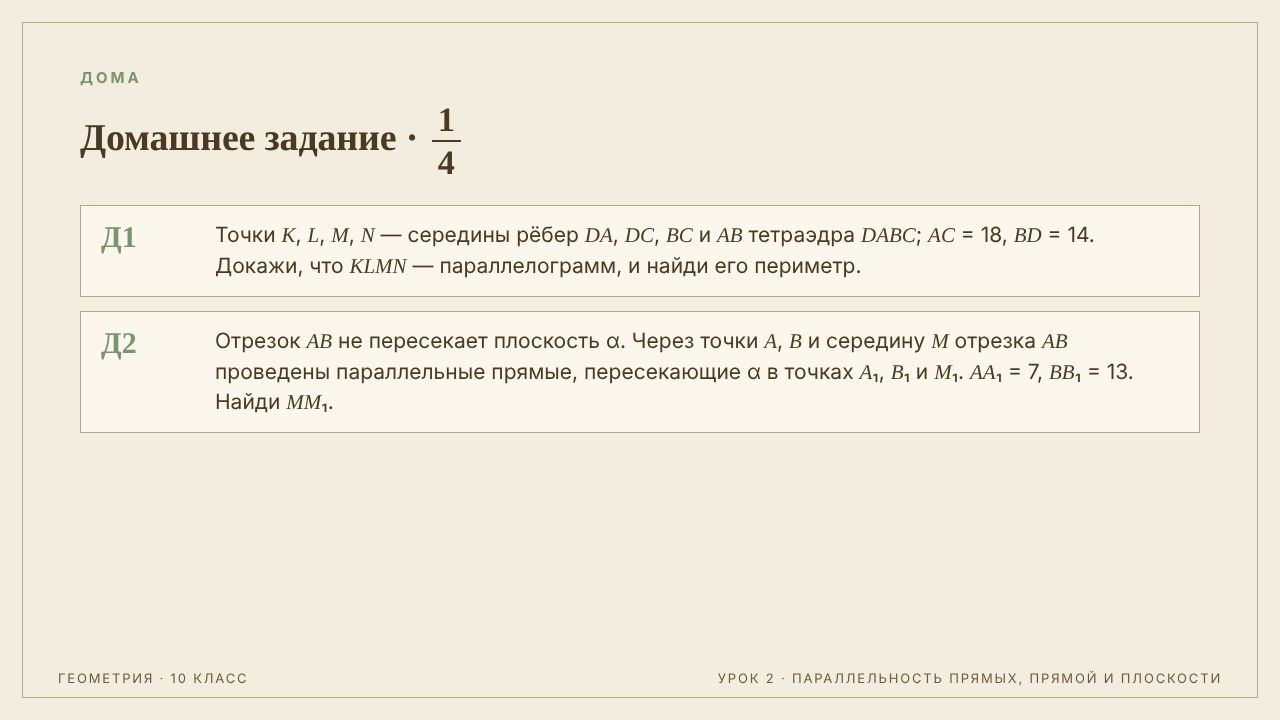 ДОМА
Домашнее задание · 1/4
Д1
Точки K, L, M, N — середины рёбер DA, DC, BC и AB тетраэдра DABC; AC = 18, BD = 14.
Докажи, что KLMN — параллелограмм, и найди его периметр.
Д2
Отрезок AB не пересекает плоскость α. Через точки A, B и середину M отрезка AB
проведены параллельные прямые, пересекающие α в точках A₁, B₁ и M₁. AA₁ = 7, BB₁ = 13.
Найди MM₁.
ГЕОМЕТРИЯ · 10 КЛАСС
УРОК 2 · ПАРАЛЛЕЛЬНОСТЬ ПРЯМЫХ, ПРЯМОЙ И ПЛОСКОСТИ